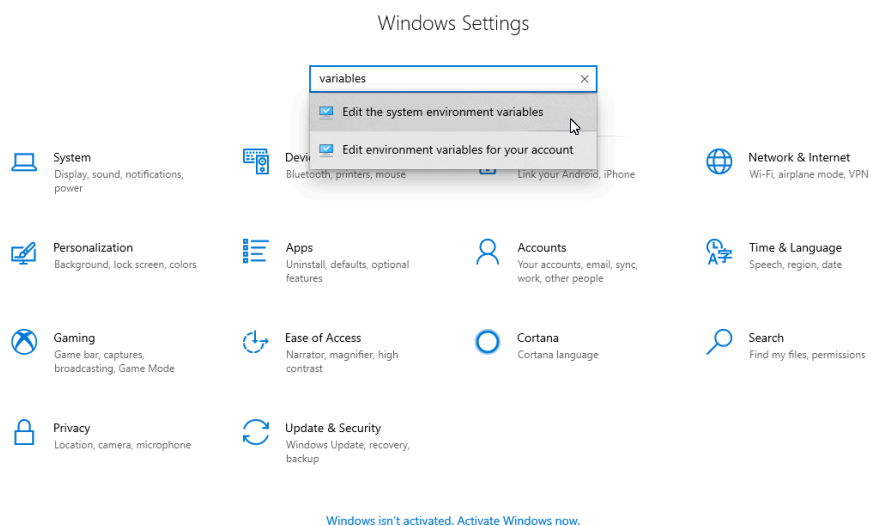 Windows Settings
variables
Edit the system environment variables
Edit environment variables for your account
System
Display, sound, notifications,
power
Bluetooth, printers, mouse
Link your Android, iPhone
Network & Internet
Wi-Fi, airplane mode, VPN
Personalization
Background, lock screen, colors
Apps
Uninstall, defaults, optional
features
Accounts
Your accounts, email, sync,
work, other people
Time & Language
Speech, region, date
Gaming
Game bar, captures,
broadcasting, Game Mode
Ease of Access
Narrator, magnifier, high
contrast
Cortana
Cortana language
Search
Find my files, permissions
Privacy
Location, camera, microphone
Update & Security
Windows Update, recovery,
backup
Windows isn't activated. Activate Windows now.